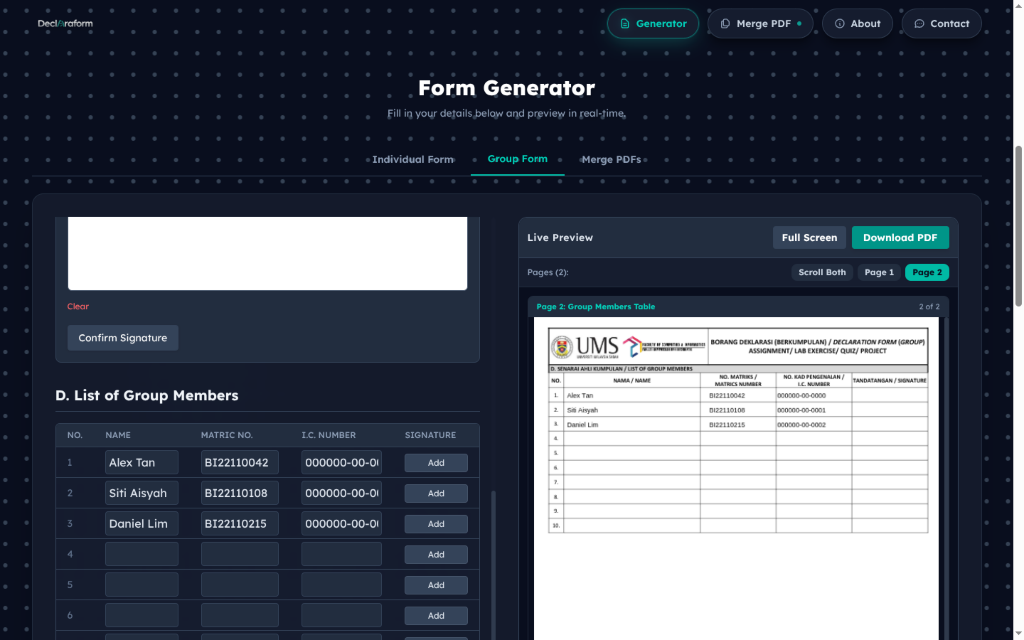 Declaraform
Generator
Merge PDF
About
Contact
Form Generator
Fill in your details below and preview in real-time.
Individual Form
Group Form
Merge PDFs
Clear
Confirm Signature
D. List of Group Members
NO. NAME MATRIC NO. I.C. NUMBER SIGNATURE
1 Alex Tan BI22110042 000000-00-00 Add
2 Siti Aisyah BI22110108 000000-00-00 Add
3 Daniel Lim BI22110215 000000-00-00 Add
4 Add
5 Add
6 Add
Live Preview
Full Screen
Download PDF
Pages (2):
Scroll Both
Page 1
Page 2
Page 2: Group Members Table
2 of 2
UMS
UNIVERSITI MALAYSIA SABAH
BORANG DEKLARASI (BERKUMPULAN) / DECLARATION FORM (GROUP)
ASSIGNMENT/ LAB EXERCISE/ QUIZ/ PROJECT
D. SENARAI AHLI KUMPULAN / LIST OF GROUP MEMBERS
NO. NAMA / NAME NO. MATRIKS / MATRICS NUMBER NO. KAD PENGENALAN / I.C. NUMBER TANDATANGAN / SIGNATURE
1. Alex Tan BI22110042 000000-00-0000
2. Siti Aisyah BI22110108 000000-00-0001
3. Daniel Lim BI22110215 000000-00-0002
4.
5.
6.
7.
8.
9.
10.